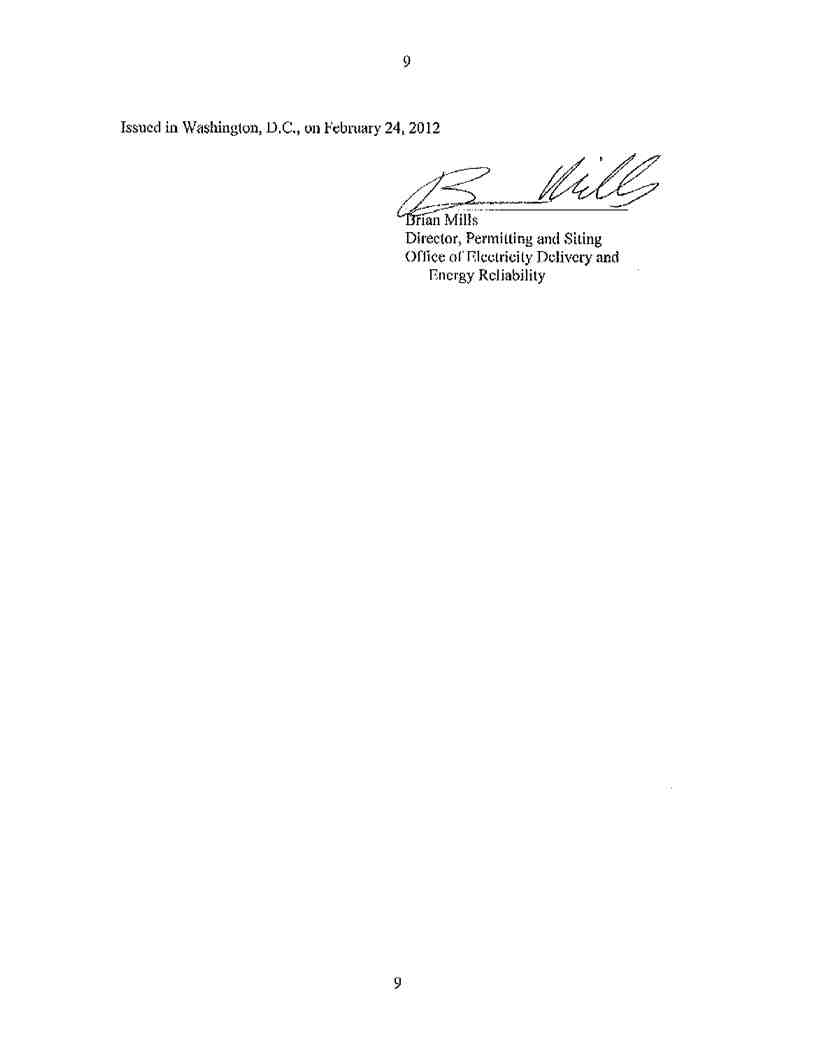 9
Issued in Washington, D.C., on February 24, 2012
B Mills
Brian Mills
Director, Permitting and Siting
Office of Electricity Delivery and
Energy Reliability
9